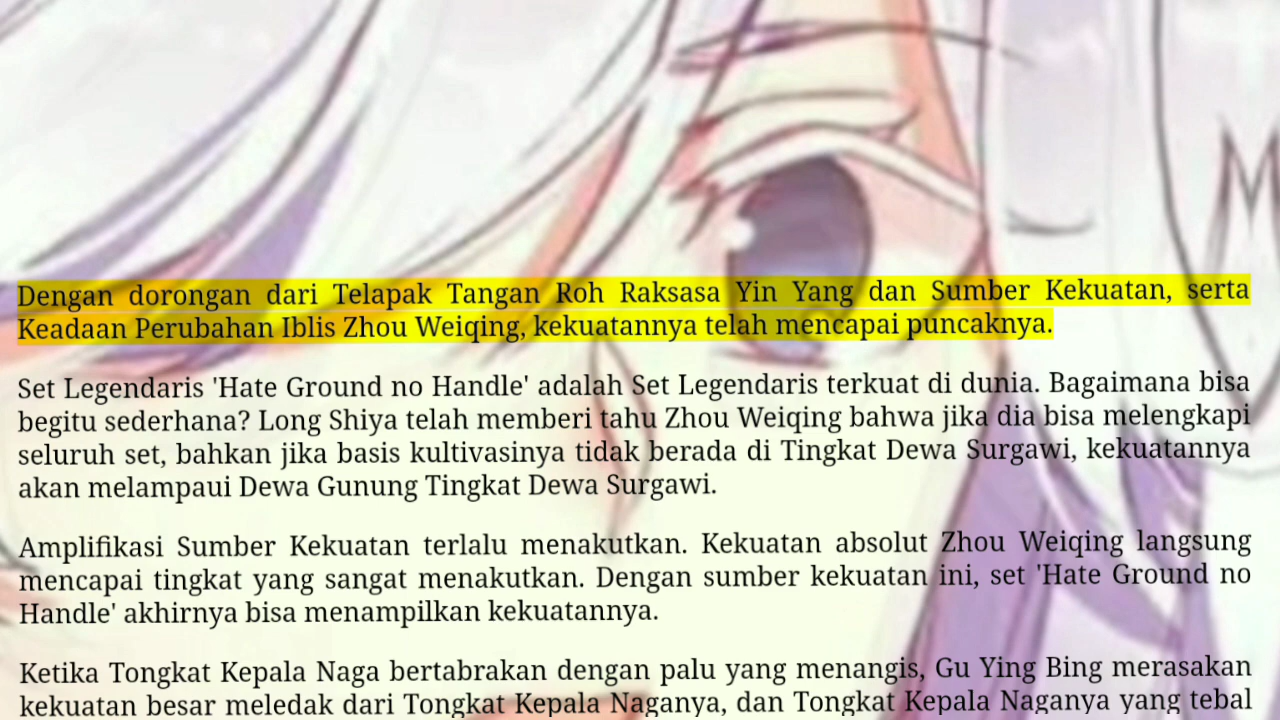 Dengan dorongan dari Telapak Tangan Roh Raksasa Yin Yang dan Sumber Kekuatan, serta
Keadaan Perubahan Iblis Zhou Weiqing, kekuatannya telah mencapai puncaknya.
Set Legendaris 'Hate Ground no Handle' adalah Set Legendaris terkuat di dunia. Bagaimana bisa
begitu sederhana? Long Shiya telah memberi tahu Zhou Weiqing bahwa jika dia bisa melengkapi
seluruh set, bahkan jika basis kultivasinya tidak berada di Tingkat Dewa Surgawi, kekuatannya
akan melampaui Dewa Gunung Tingkat Dewa Surgawi.
Amplifikasi Sumber Kekuatan terlalu menakutkan. Kekuatan absolut Zhou Weiqing langsung
mencapai tingkat yang sangat menakutkan. Dengan sumber kekuatan ini, set 'Hate Ground no
Handle' akhirnya bisa menampilkan kekuatannya.
Ketika Tongkat Kepala Naga bertabrakan dengan palu yang menangis, Gu Ying Bing merasakan
kekuatan besar meledak dari Tongkat Kepala Naganya, dan Tongkat Kepala Naganya yang tebal